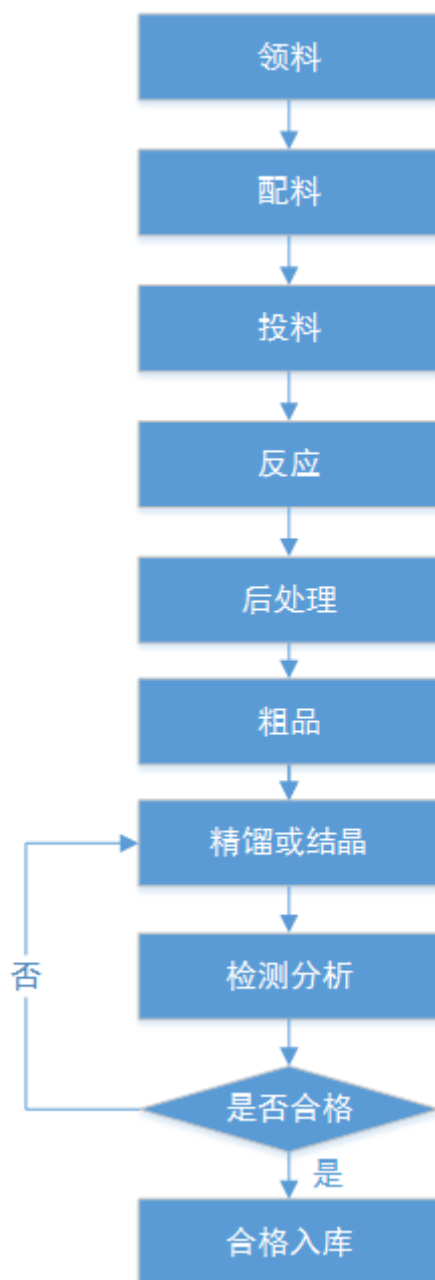 领料
配料
投料
反应
后处理
粗品
精馏或结晶
检测分析
否
是否合格
是
合格入库